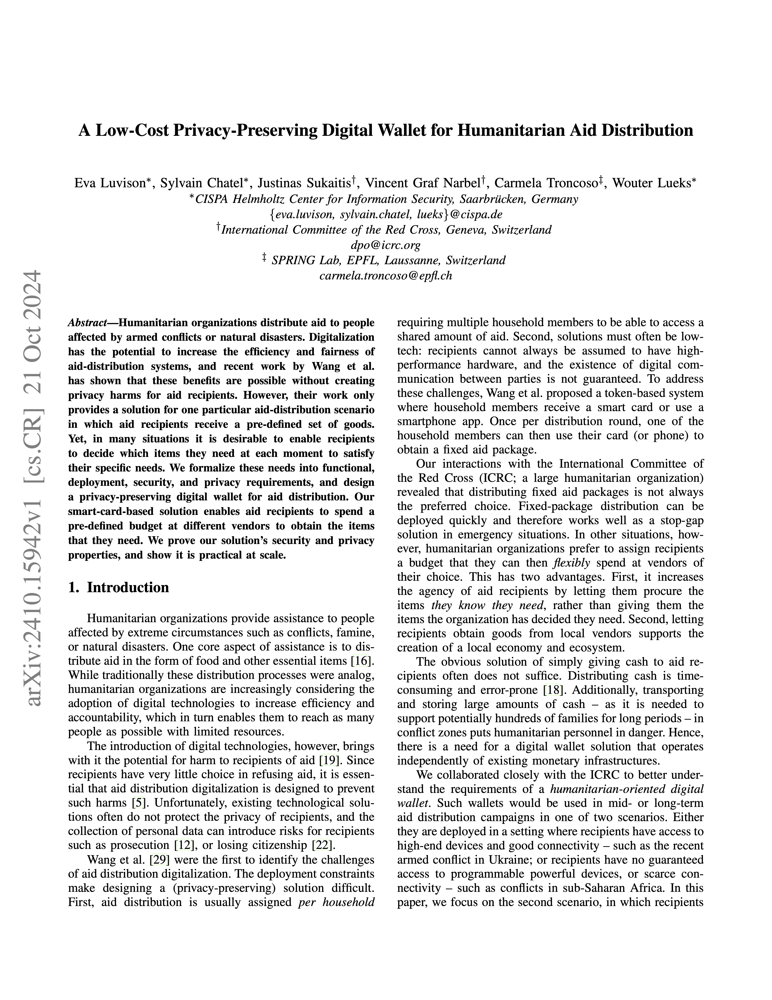 A Low-Cost Privacy-Preserving Digital Wallet for Humanitarian Aid Distribution
Eva Luvison*, Sylvain Chatel*, Justinas Sukaitis†, Vincent Graf Narbel†, Carmela Troncoso‡, Wouter Lueks*
*CISPA Helmholtz Center for Information Security, Saarbrücken, Germany
{eva.luvison, sylvain.chatel, lueks}@cispa.de
†International Committee of the Red Cross, Geneva, Switzerland
dpo@icrc.org
‡ SPRING Lab, EPFL, Laussanne, Switzerland
carmela.troncoso@epfl.ch
arXiv:2410.15942v1 [cs.CR] 21 Oct 2024
Abstract—Humanitarian organizations distribute aid to people
affected by armed conflicts or natural disasters. Digitalization
has the potential to increase the efficiency and fairness of
aid-distribution systems, and recent work by Wang et al.
has shown that these benefits are possible without creating
privacy harms for aid recipients. However, their work only
provides a solution for one particular aid-distribution scenario
in which aid recipients receive a pre-defined set of goods.
Yet, in many situations it is desirable to enable recipients
to decide which items they need at each moment to satisfy
their specific needs. We formalize these needs into functional,
deployment, security, and privacy requirements, and design
a privacy-preserving digital wallet for aid distribution. Our
smart-card-based solution enables aid recipients to spend a
pre-defined budget at different vendors to obtain the items
that they need. We prove our solution's security and privacy
properties, and show it is practical at scale.
1. Introduction
Humanitarian organizations provide assistance to people
affected by extreme circumstances such as conflicts, famine,
or natural disasters. One core aspect of assistance is to dis-
tribute aid in the form of food and other essential items [16].
While traditionally these distribution processes were analog,
humanitarian organizations are increasingly considering the
adoption of digital technologies to increase efficiency and
accountability, which in turn enables them to reach as many
people as possible with limited resources.
The introduction of digital technologies, however, brings
with it the potential for harm to recipients of aid [19]. Since
recipients have very little choice in refusing aid, it is essen-
tial that aid distribution digitalization is designed to prevent
such harms [5]. Unfortunately, existing technological solu-
tions often do not protect the privacy of recipients, and the
collection of personal data can introduce risks for recipients
such as prosecution [12], or losing citizenship [22].
Wang et al. [29] were the first to identify the challenges
of aid distribution digitalization. The deployment constraints
make designing a (privacy-preserving) solution difficult.
First, aid distribution is usually assigned per household
requiring multiple household members to be able to access a
shared amount of aid. Second, solutions must often be low-
tech: recipients cannot always be assumed to have high-
performance hardware, and the existence of digital com-
munication between parties is not guaranteed. To address
these challenges, Wang et al. proposed a token-based system
where household members receive a smart card or use a
smartphone app. Once per distribution round, one of the
household members can then use their card (or phone) to
obtain a fixed aid package.
Our interactions with the International Committee of
the Red Cross (ICRC; a large humanitarian organization)
revealed that distributing fixed aid packages is not always
the preferred choice. Fixed-package distribution can be
deployed quickly and therefore works well as a stop-gap
solution in emergency situations. In other situations, how-
ever, humanitarian organizations prefer to assign recipients
a budget that they can then flexibly spend at vendors of
their choice. This has two advantages. First, it increases
the agency of aid recipients by letting them procure the
items they know they need, rather than giving them the
items the organization has decided they need. Second, letting
recipients obtain goods from local vendors supports the
creation of a local economy and ecosystem.
The obvious solution of simply giving cash to aid re-
cipients often does not suffice. Distributing cash is time-
consuming and error-prone [18]. Additionally, transporting
and storing large amounts of cash – as it is needed to
support potentially hundreds of families for long periods – in
conflict zones puts humanitarian personnel in danger. Hence,
there is a need for a digital wallet solution that operates
independently of existing monetary infrastructures.
We collaborated closely with the ICRC to better under-
stand the requirements of a humanitarian-oriented digital
wallet. Such wallets would be used in mid- or long-term
aid distribution campaigns in one of two scenarios. Either
they are deployed in a setting where recipients have access to
high-end devices and good connectivity – such as the recent
armed conflict in Ukraine; or recipients have no guaranteed
access to programmable powerful devices, or scarce con-
nectivity – such as conflicts in sub-Saharan Africa. In this
paper, we focus on the second scenario, in which recipients